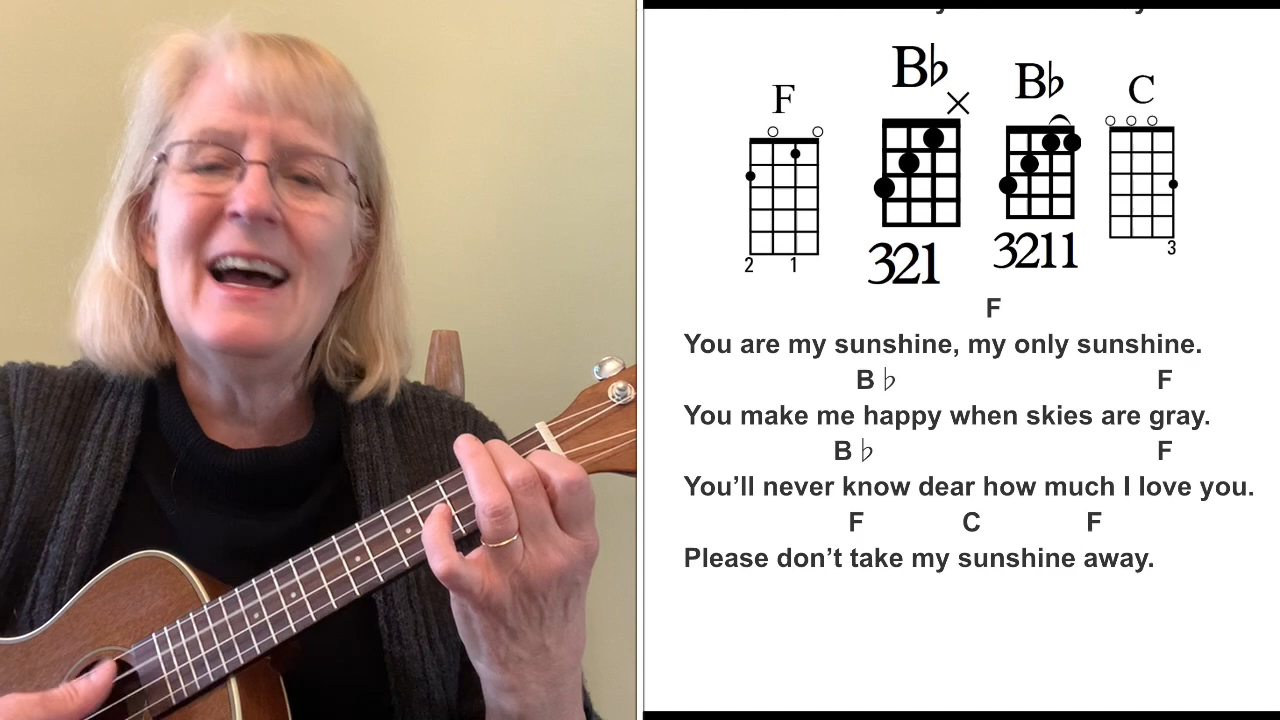 F B♭ B♭ C
2 1 321 3211 3
F
You are my sunshine, my only sunshine.
B♭ F
You make me happy when skies are gray.
B♭ F
You’ll never know dear how much I love you.
F C F
Please don’t take my sunshine away.